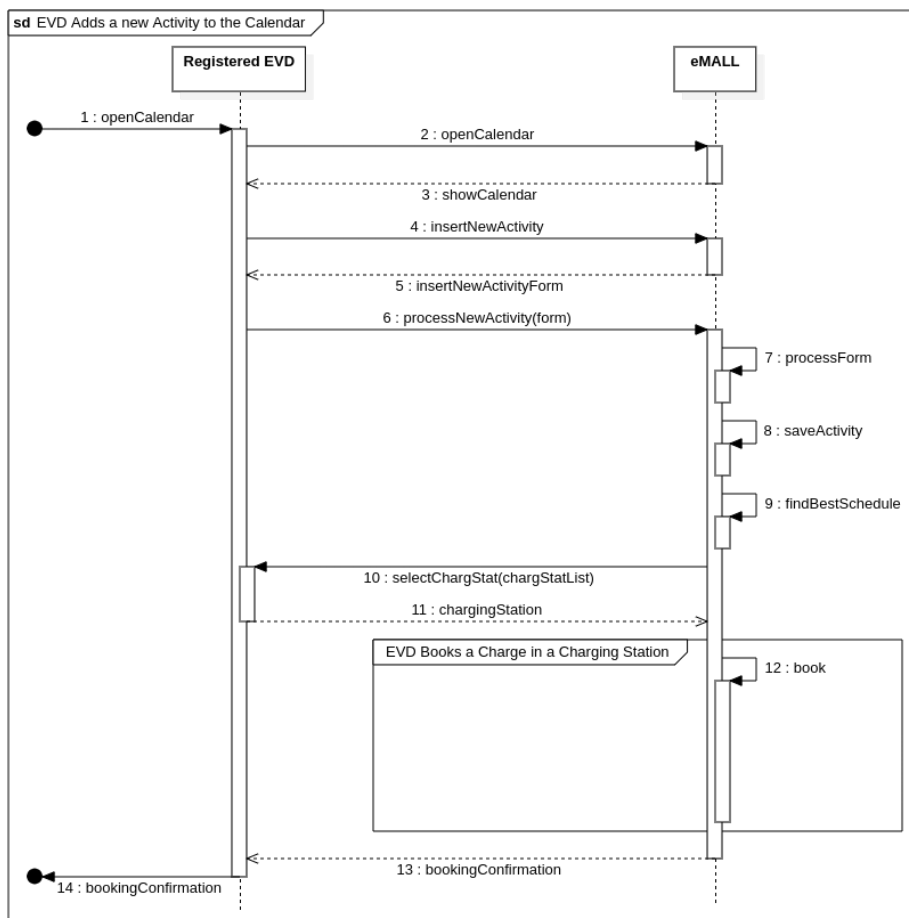 sd EVD Adds a new Activity to the Calendar
Registered EVD
eMALL
1 : openCalendar
2 : openCalendar
3 : showCalendar
4 : insertNewActivity
5 : insertNewActivityForm
6 : processNewActivity(form)
7 : processForm
8 : saveActivity
9 : findBestSchedule
10 : selectChargStat(chargStatList)
11 : chargingStation
EVD Books a Charge in a Charging Station
12 : book
13 : bookingConfirmation
14 : bookingConfirmation